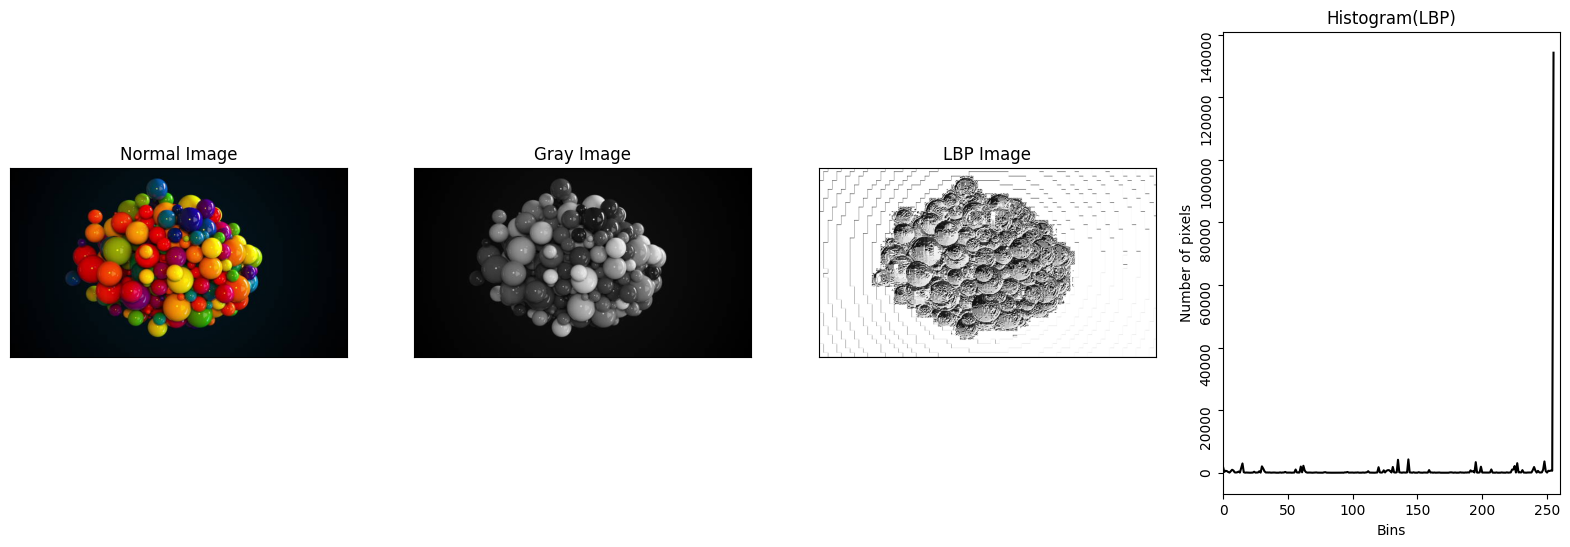 Normal Image
Gray Image
LBP Image
Histogram(LBP)
Number of pixels
140000
120000
100000
80000
60000
40000
20000
0
0 50 100 150 200 250
Bins